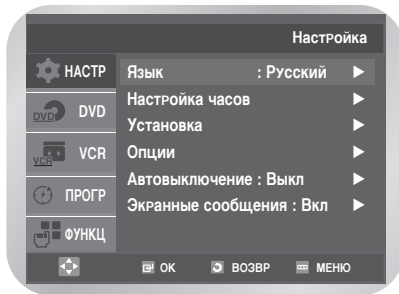 Настройка
НАСТР
Язык : Русский ►
DVD DVD
Настройка часов ►
Установка ►
VCR VCR
Опции ►
Автовыключение : Выкл ►
ПРОГР
Экранные сообщения : Вкл ►
ФУНКЦ
ОК ВОЗВР МЕНЮ